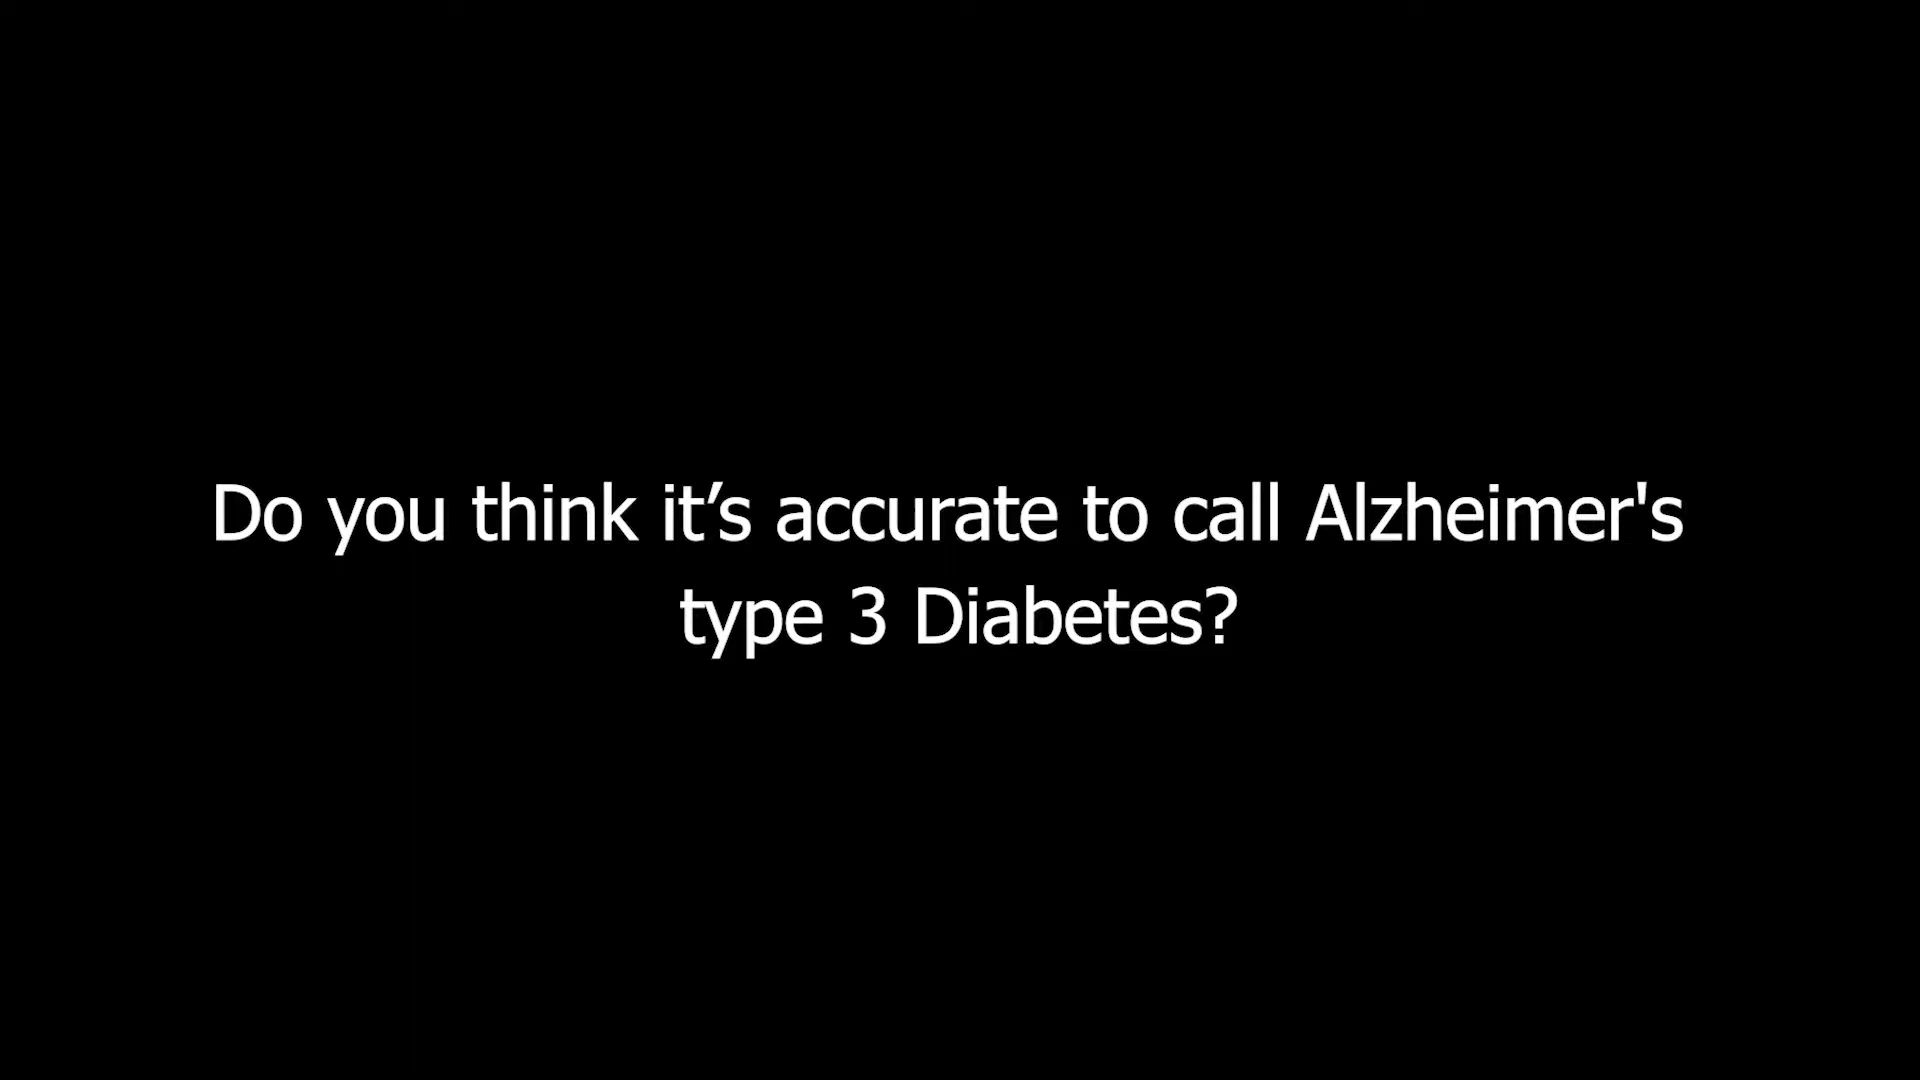 Do you think it’s accurate to call Alzheimer's
type 3 Diabetes?